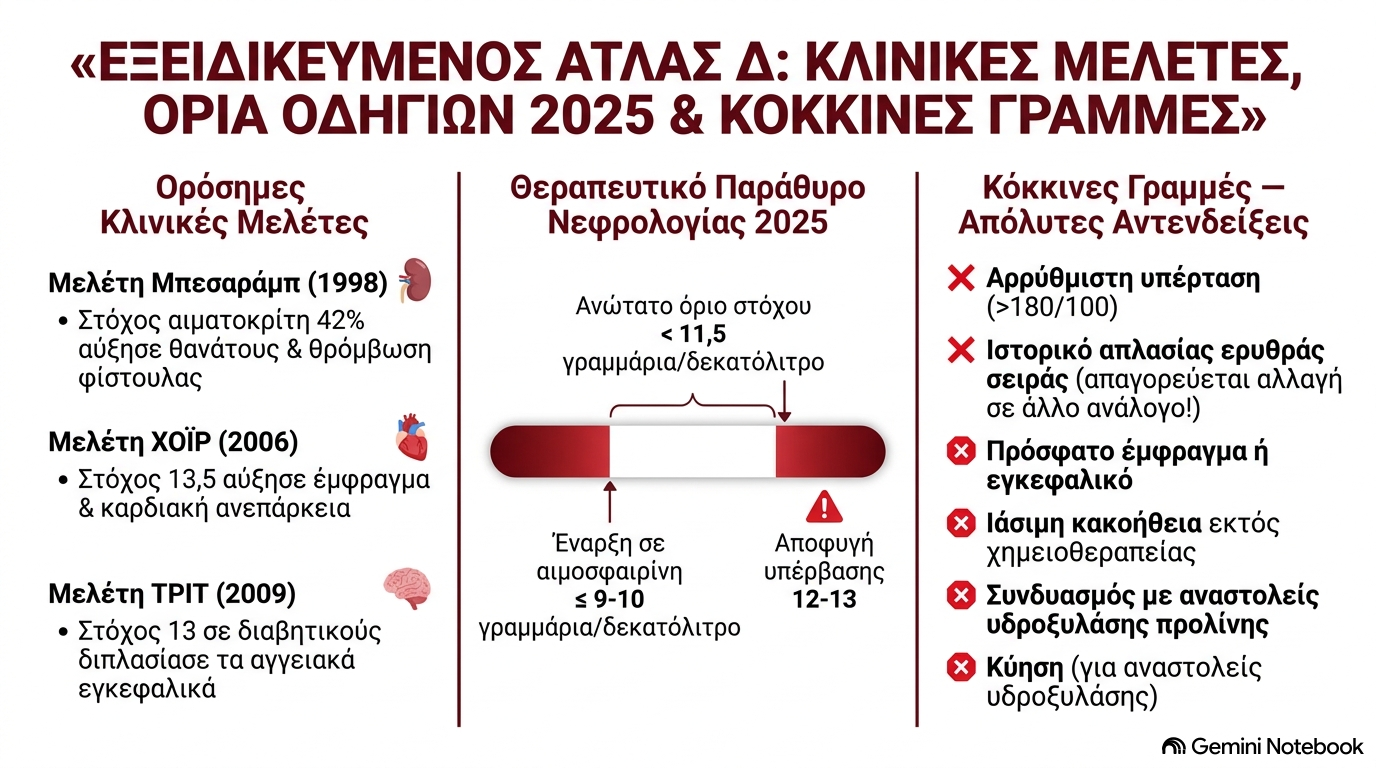 «ΕΞΕΙΔΙΚΕΥΜΕΝΟΣ ΑΤΛΑΣ Δ: ΚΛΙΝΙΚΕΣ ΜΕΛΕΤΕΣ,
ΟΡΙΑ ΟΔΗΓΙΩΝ 2025 & ΚΟΚΚΙΝΕΣ ΓΡΑΜΜΕΣ»
Ορόσημες
Κλινικές Μελέτες
Μελέτη Μπεσαράμπ (1998)
• Στόχος αιματοκρίτη 42%
αύξησε θανάτους & θρόμβωση
φίστουλας
Μελέτη ΧΟΪΡ (2006)
• Στόχος 13,5 αύξησε έμφραγμα
& καρδιακή ανεπάρκεια
Μελέτη ΤΡΙΤ (2009)
• Στόχος 13 σε διαβητικούς
διπλασίασε τα αγγειακά
εγκεφαλικά
Θεραπευτικό Παράθυρο
Νεφρολογίας 2025
Ανώτατο όριο στόχου
< 11,5
γραμμάρια/δεκατόλιτρο
Έναρξη σε
αιμοσφαιρίνη
≤ 9-10
γραμμάρια/δεκατόλιτρο
Αποφυγή
υπέρβασης
12-13
Κόκκινες Γραμμές —
Απόλυτες Αντενδείξεις
Αρρύθμιστη υπέρταση
(>180/100)
Ιστορικό απλασίας ερυθράς
σειράς (απαγορεύεται αλλαγή
σε άλλο ανάλογο!)
Πρόσφατο έμφραγμα ή
εγκεφαλικό
Ιάσιμη κακοήθεια εκτός
χημειοθεραπείας
Συνδυασμός με αναστολείς
υδροξυλάσης προλίνης
Κύηση (για αναστολείς
υδροξυλάσης)
Gemini Notebook